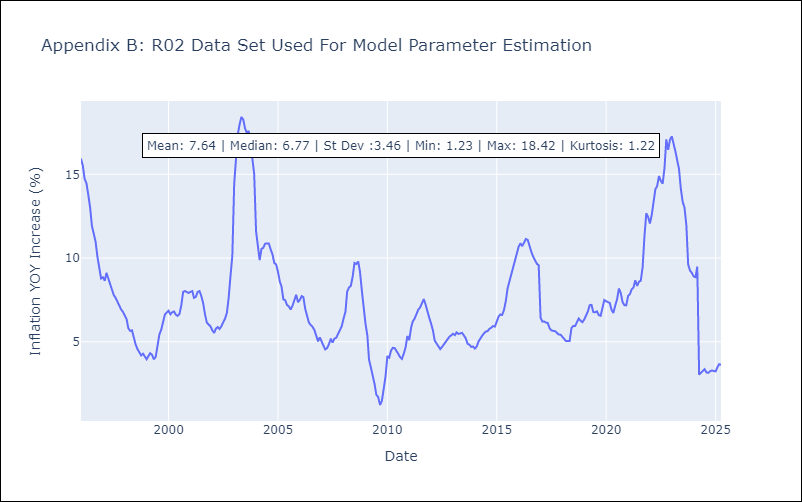 Appendix B: R02 Data Set Used For Model Parameter Estimation
Mean: 7.64 | Median: 6.77 | St Dev :3.46 | Min: 1.23 | Max: 18.42 | Kurtosis: 1.22
Inflation YOY Increase (%)
15
10
5
2000
2005
2010
2015
2020
2025
Date